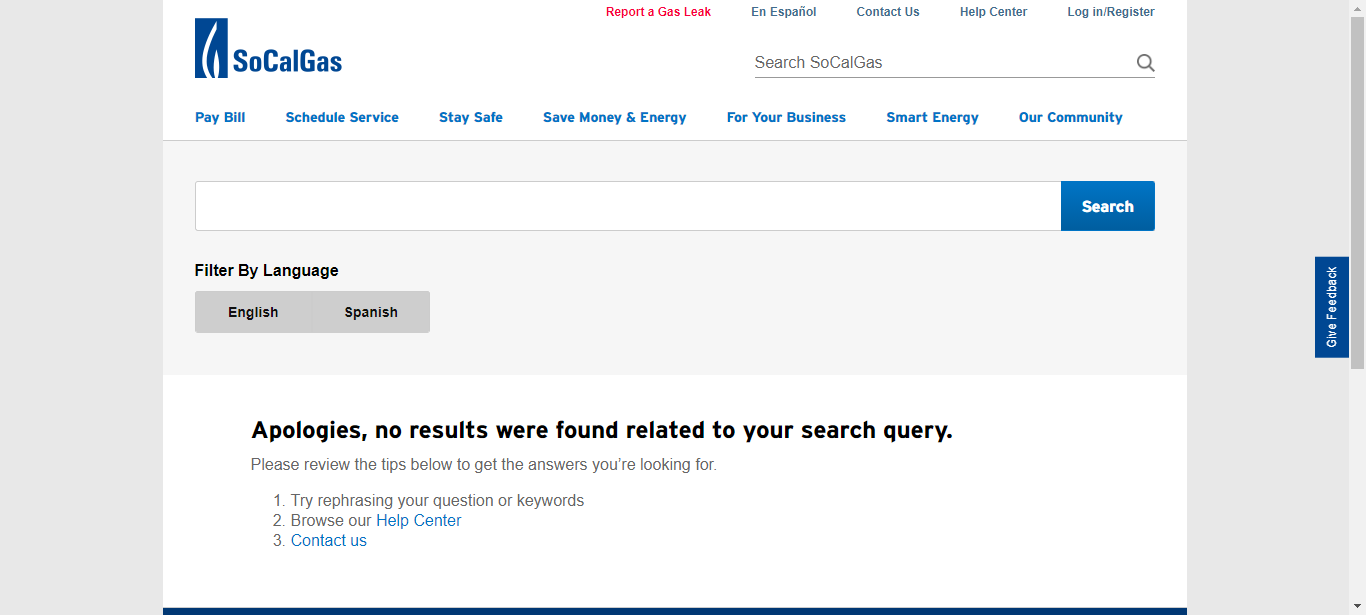 Report a Gas Leak En Español Contact Us Help Center Log in/Register
SoCalGas
Search SoCalGas
Pay Bill Schedule Service Stay Safe Save Money & Energy For Your Business Smart Energy Our Community
Search
Filter By Language
English Spanish
Give Feedback
Apologies, no results were found related to your search query.
Please review the tips below to get the answers you’re looking for.
1. Try rephrasing your question or keywords
2. Browse our Help Center
3. Contact us